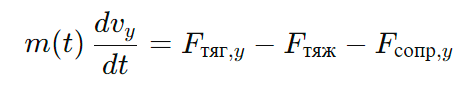 m(t) dv_y/dt = F_тяг,y − F_тяж − F_сопр,y